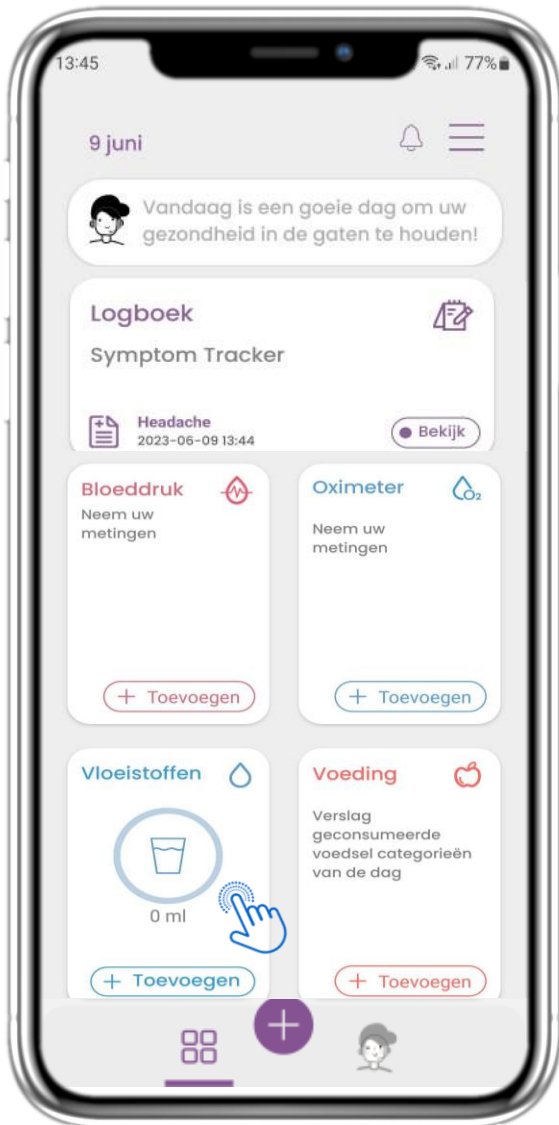 13:45
77%
9 juni
Vandaag is een goeie dag om uw
gezondheid in de gaten te houden!
Logboek
Symptom Tracker
Headache
2023-06-09 13:44
Bekijk
Bloeddruk
Neem uw
metingen
+ Toevoegen
Oximeter
O2
Neem uw
metingen
+ Toevoegen
Vloeistoffen
0 ml
+ Toevoegen
Voeding
Verslag
geconsumeerde
voedsel categorieën
van de dag
+ Toevoegen